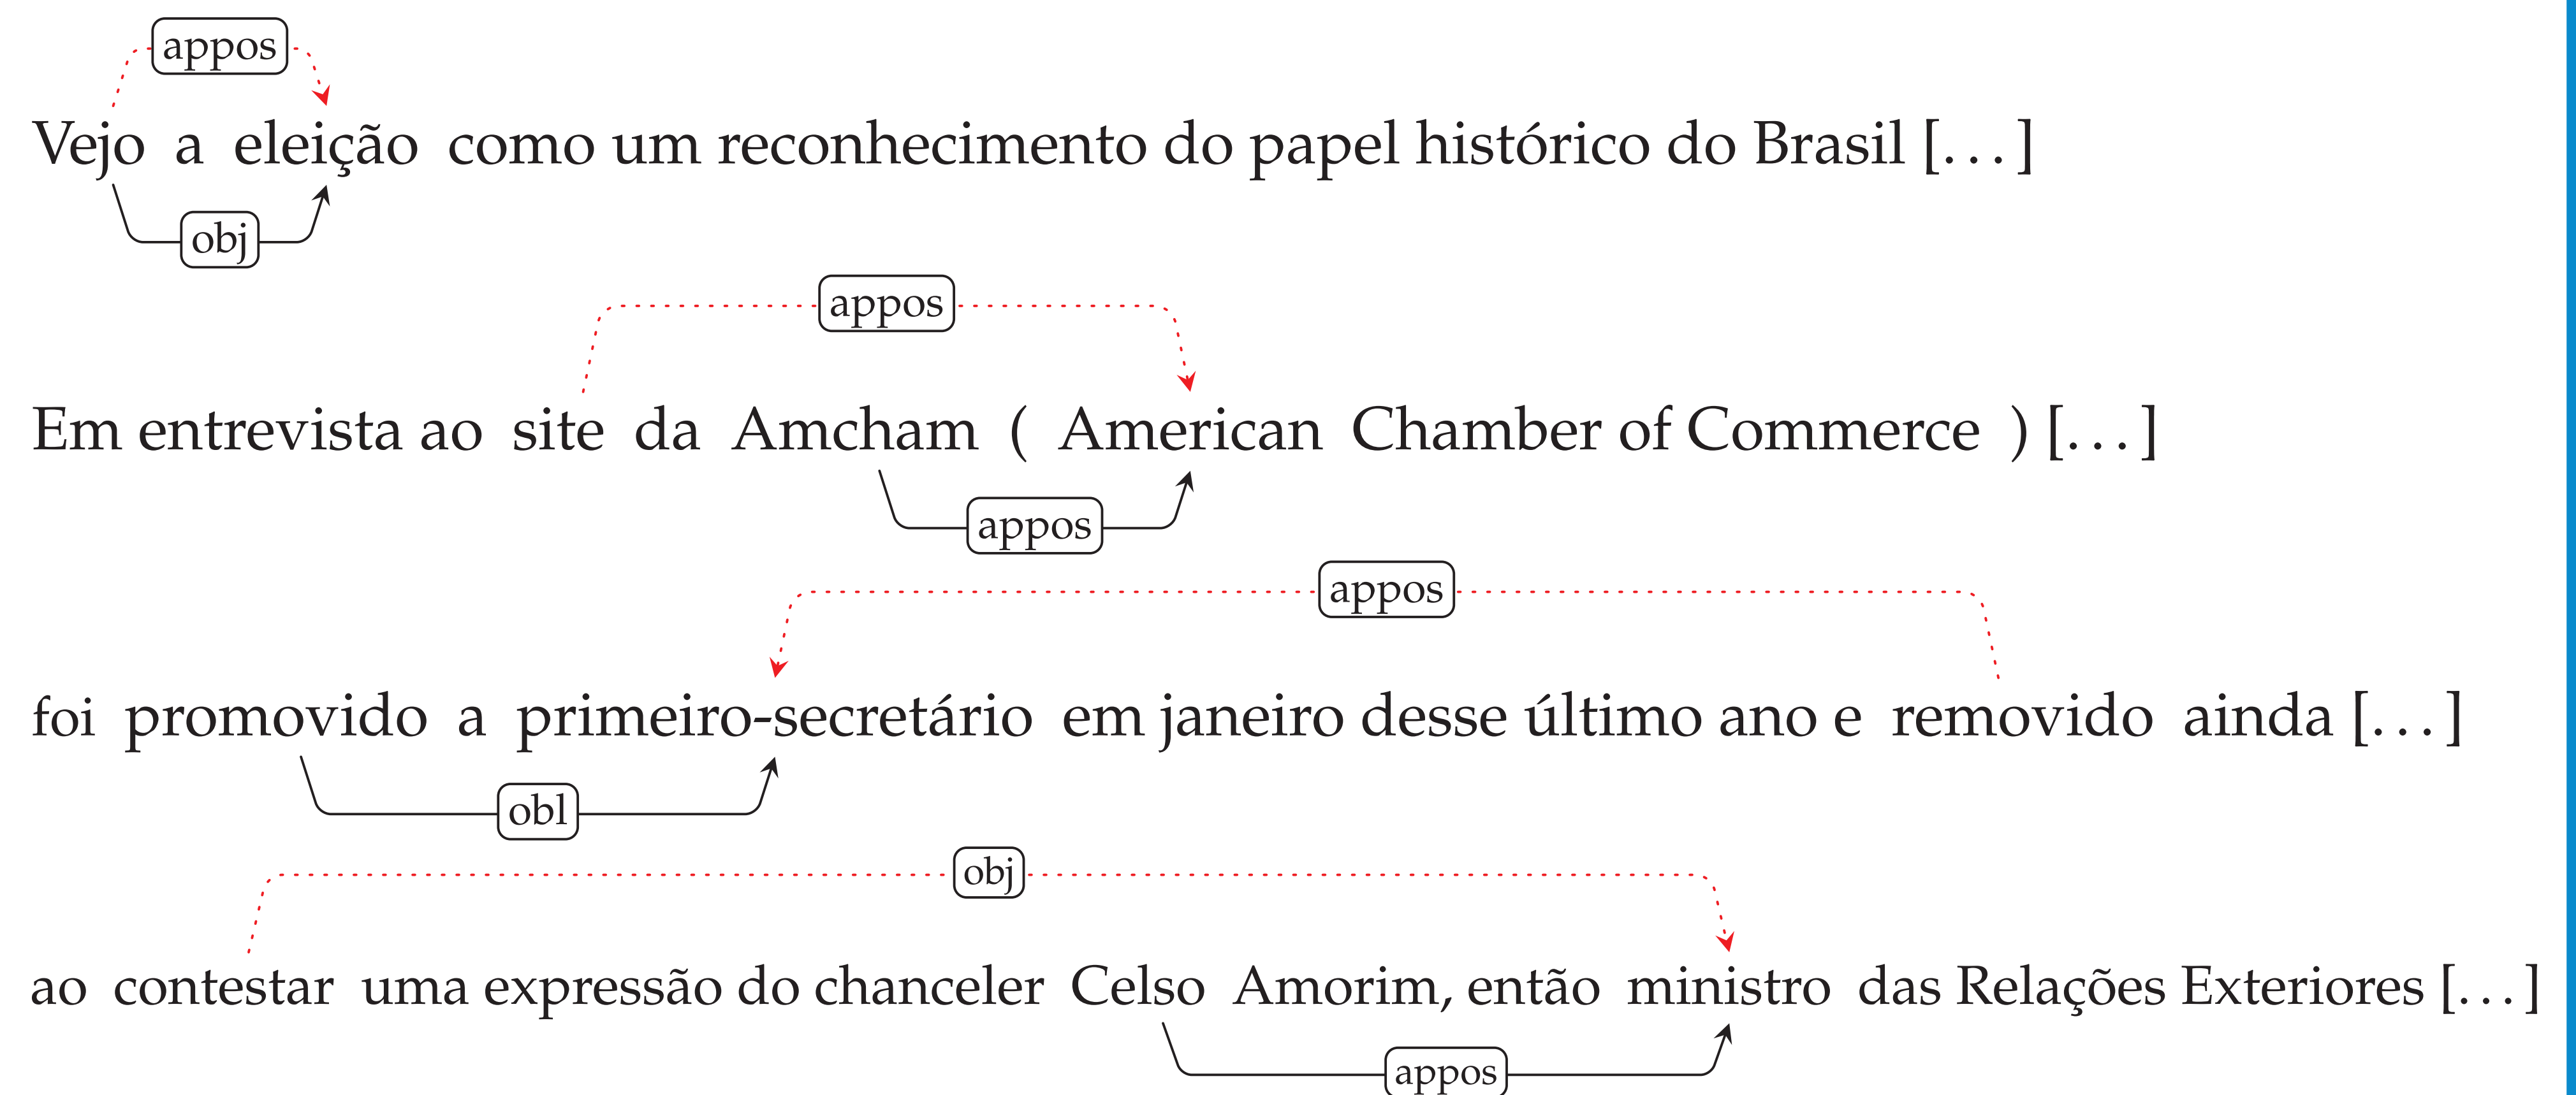 appos
Vejo a eleição como um reconhecimento do papel histórico do Brasil [...]
obj
appos
Em entrevista ao site da Amcham ( American Chamber of Commerce ) [...]
appos
appos
foi promovido a primeiro-secretário em janeiro desse último ano e removido ainda [...]
obl
obj
ao contestar uma expressão do chanceler Celso Amorim, então ministro das Relações Exteriores [...]
appos